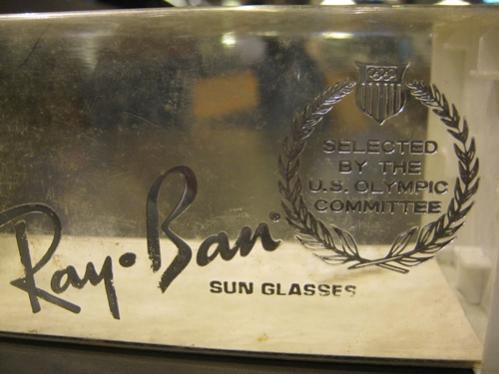 SELECTED
BY THE
U.S. OLYMPIC
COMMITTEE
Ray·Ban®
SUN GLASSES